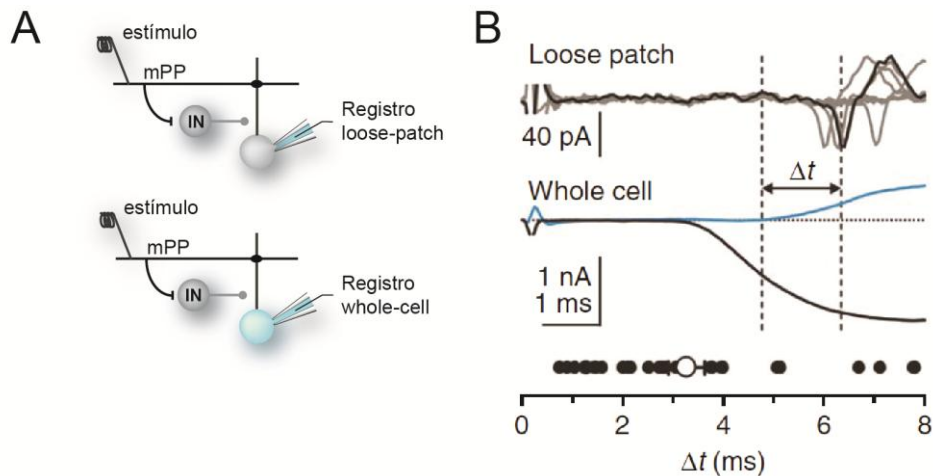 A
estímulo
mPP
IN
Registro
loose-patch
estímulo
mPP
IN
Registro
whole-cell
B
Loose patch
40 pA
Δt
Whole cell
1 nA
1 ms
0 2 4 6 8
Δt (ms)